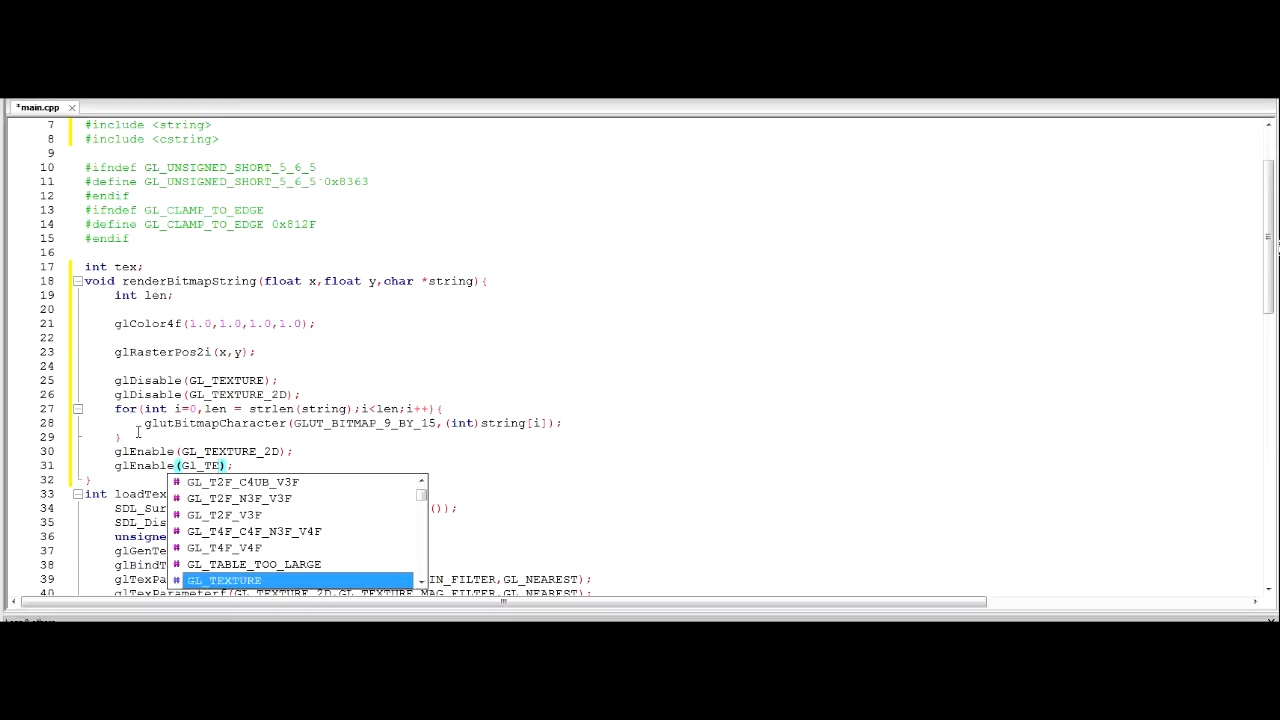 *main.cpp
7 #include <string>
8 #include <cstring>
9
10 #ifndef GL_UNSIGNED_SHORT_5_6_5
11 #define GL_UNSIGNED_SHORT_5_6_5 0x8363
12 #endif
13 #ifndef GL_CLAMP_TO_EDGE
14 #define GL_CLAMP_TO_EDGE 0x812F
15 #endif
16
17 int tex;
18 void renderBitmapString(float x,float y,char *string){
19 int len;
20
21 glColor4f(1.0,1.0,1.0,1.0);
22
23 glRasterPos2i(x,y);
24
25 glDisable(GL_TEXTURE);
26 glDisable(GL_TEXTURE_2D);
27 for(int i=0,len = strlen(string);i<len;i++){
28 glutBitmapCharacter(GLUT_BITMAP_9_BY_15,(int)string[i]);
29 }
30 glEnable(GL_TEXTURE_2D);
31 glEnable(Gl_TE);
32 }
33 int loadTex
34 SDL_Sur ());
35 SDL_Dis
36 unsigne
37 glGenTe
38 glBindT
39 glTexPa IN_FILTER,GL_NEAREST);
40 glTexParameterf(GL_TEXTURE_2D,GL_TEXTURE_MAG_FILTER,GL_NEAREST);
# GL_T2F_C4UB_V3F
# GL_T2F_N3F_V3F
# GL_T2F_V3F
# GL_T4F_C4F_N3F_V4F
# GL_T4F_V4F
# GL_TABLE_TOO_LARGE
# GL_TEXTURE